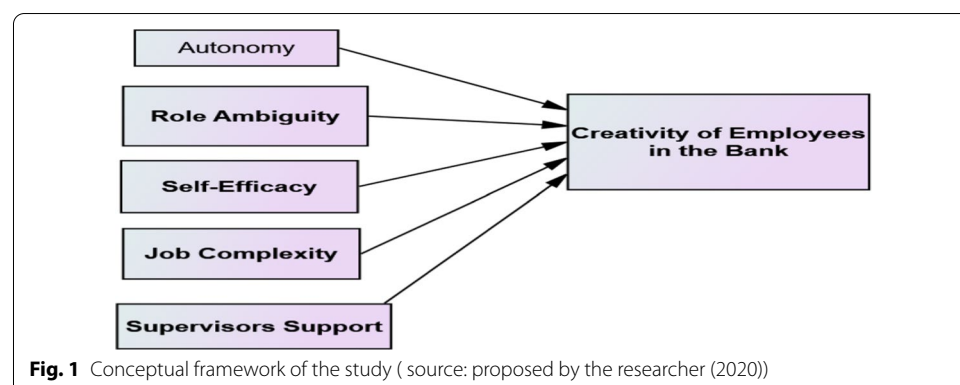 Autonomy
Role Ambiguity
Self-Efficacy
Job Complexity
Supervisors Support
Creativity of Employees
in the Bank
Fig. 1 Conceptual framework of the study ( source: proposed by the researcher (2020))